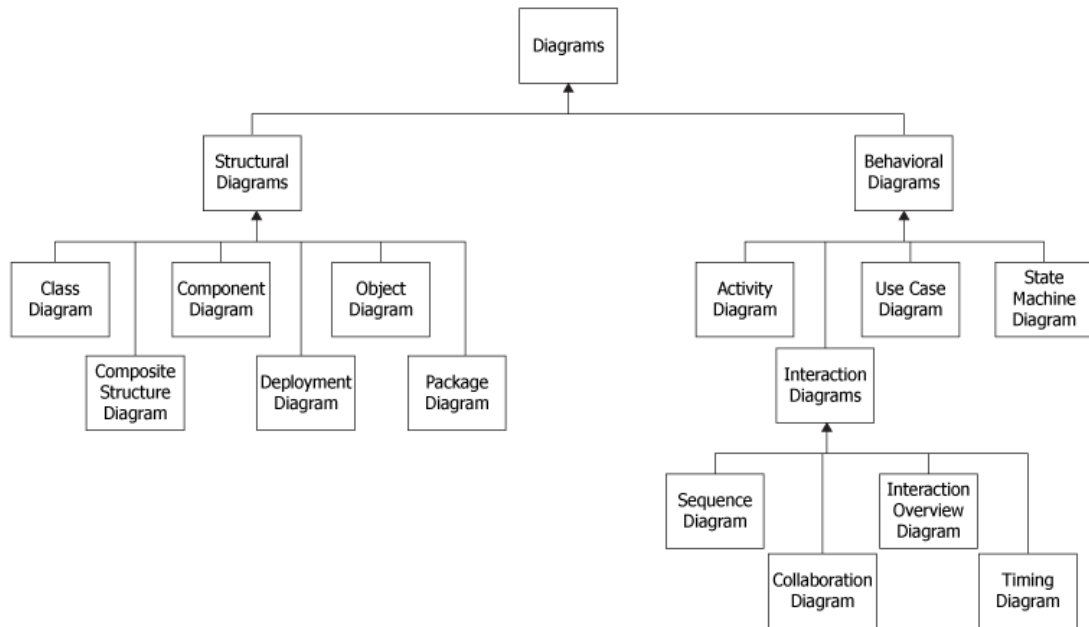 Diagrams
Structural
Diagrams
Behavioral
Diagrams
Class
Diagram
Component
Diagram
Object
Diagram
Activity
Diagram
Use Case
Diagram
State
Machine
Diagram
Composite
Structure
Diagram
Deployment
Diagram
Package
Diagram
Interaction
Diagrams
Sequence
Diagram
Interaction
Overview
Diagram
Collaboration
Diagram
Timing
Diagram